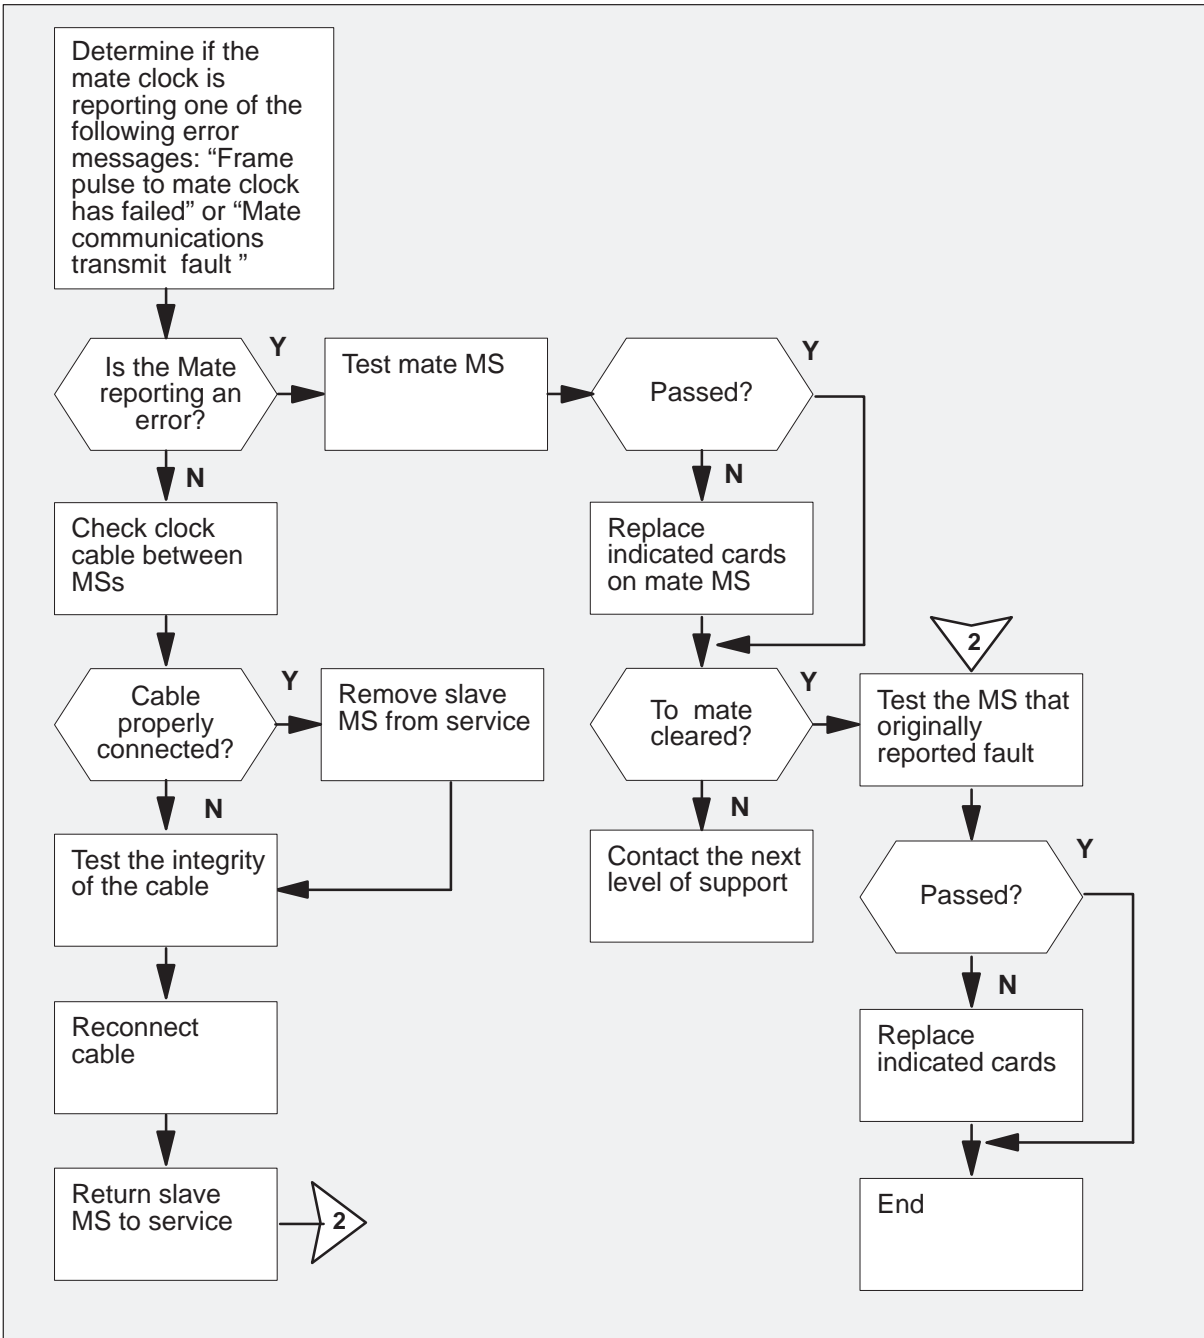 Determine if the
mate clock is
reporting one of the
following error
messages: “Frame
pulse to mate clock
has failed” or “Mate
communications
transmit fault ”
Is the Mate
reporting an
error?
Y
Test mate MS
Passed?
Y
N
N
Check clock
cable between
MSs
Replace
indicated cards
on mate MS
Cable
properly
connected?
Y
Remove slave
MS from service
To mate
cleared?
Y
2
Test the MS that
originally
reported fault
N
N
Test the integrity
of the cable
Contact the next
level of support
Passed?
Y
N
Reconnect
cable
Replace
indicated cards
Return slave
MS to service
2
End